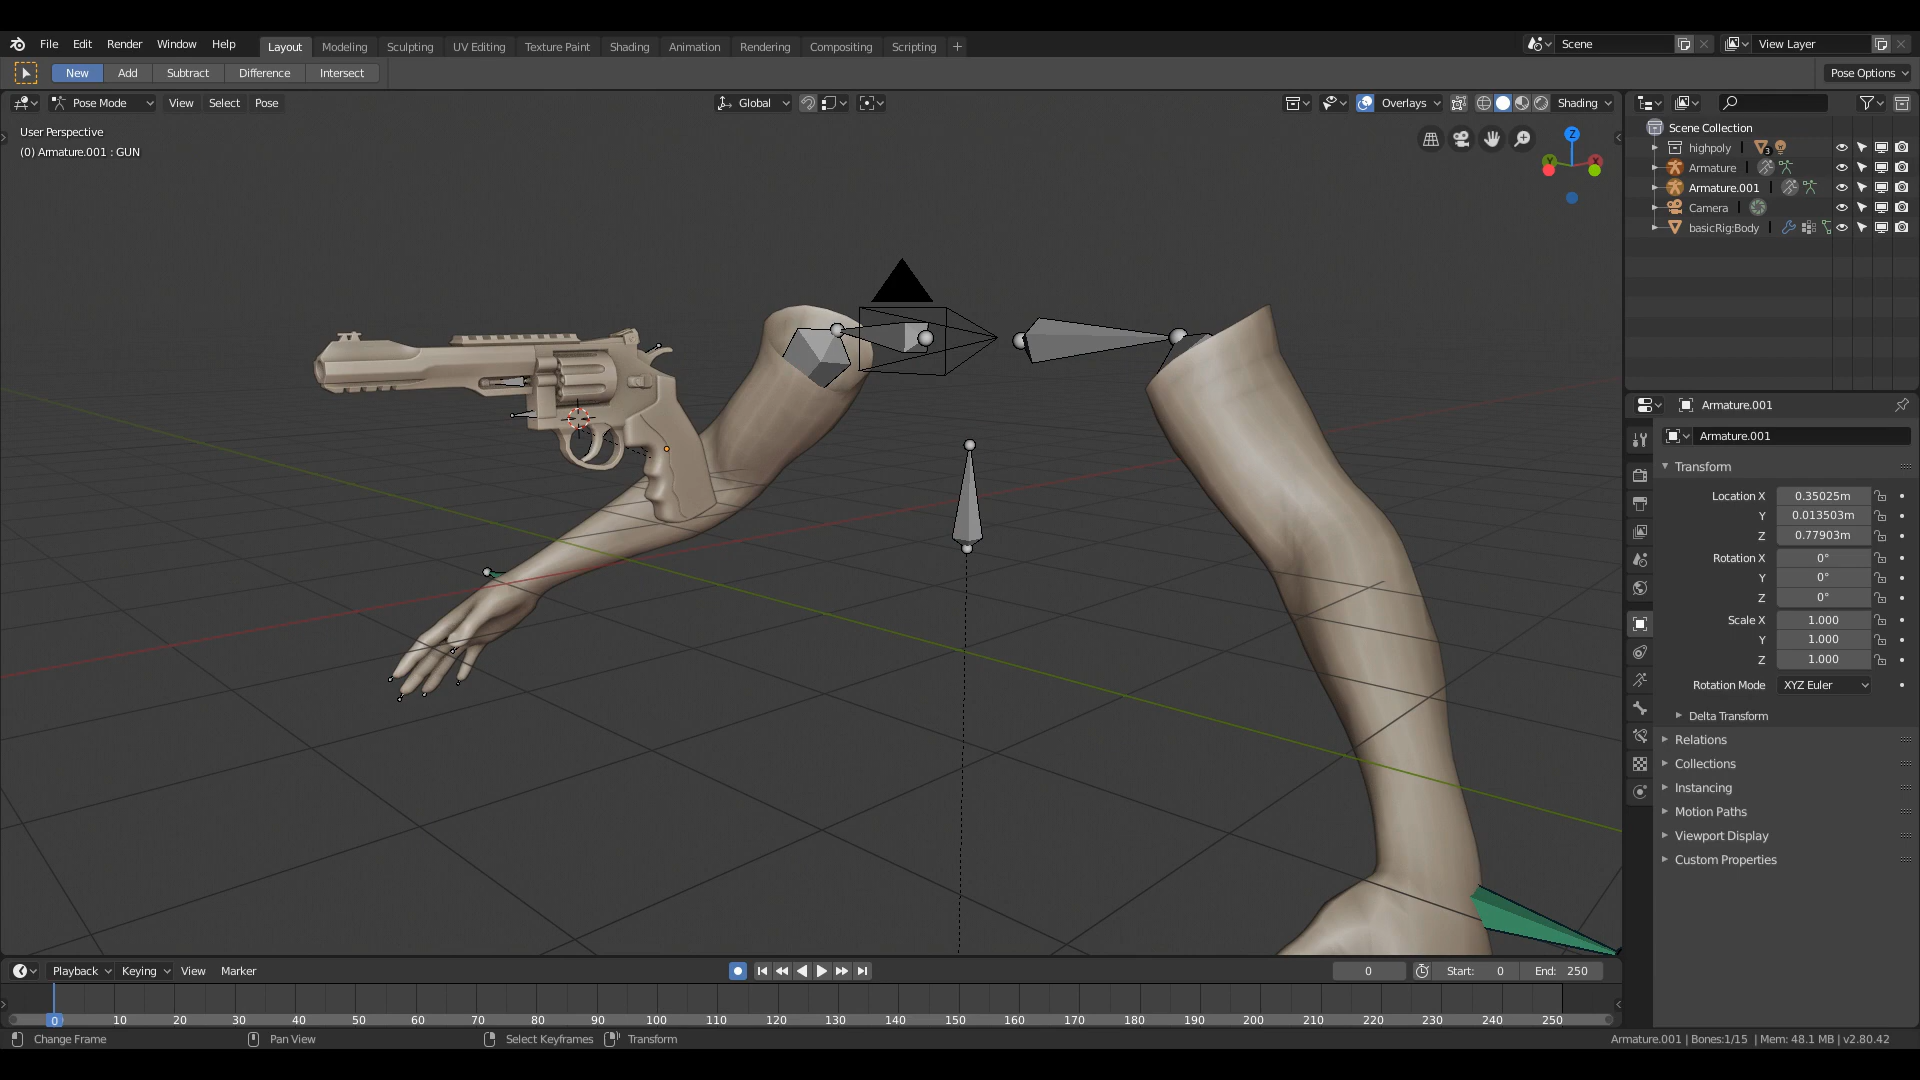 File Edit Render Window Help Layout Modeling Sculpting UV Editing Texture Paint Shading Animation Rendering Compositing Scripting + Scene View Layer
New Add Subtract Difference Intersect Pose Options
Pose Mode View Select Pose Global Overlays Shading
User Perspective
(0) Armature.001 : GUN
Z
Y X
Scene Collection
highpoly 3
Armature
Armature.001
Camera
basicRig:Body
Armature.001
Armature.001
Transform
Location X 0.35025m
Y 0.013503m
Z 0.77903m
Rotation X 0°
Y 0°
Z 0°
Scale X 1.000
Y 1.000
Z 1.000
Rotation Mode XYZ Euler
Delta Transform
Relations
Collections
Instancing
Motion Paths
Viewport Display
Custom Properties
Playback Keying View Marker 0 Start: 0 End: 250
0 10 20 30 40 50 60 70 80 90 100 110 120 130 140 150 160 170 180 190 200 210 220 230 240 250
Change Frame Pan View Select Keyframes Transform Armature.001 | Bones:1/15 | Mem: 48.1 MB | v2.80.42